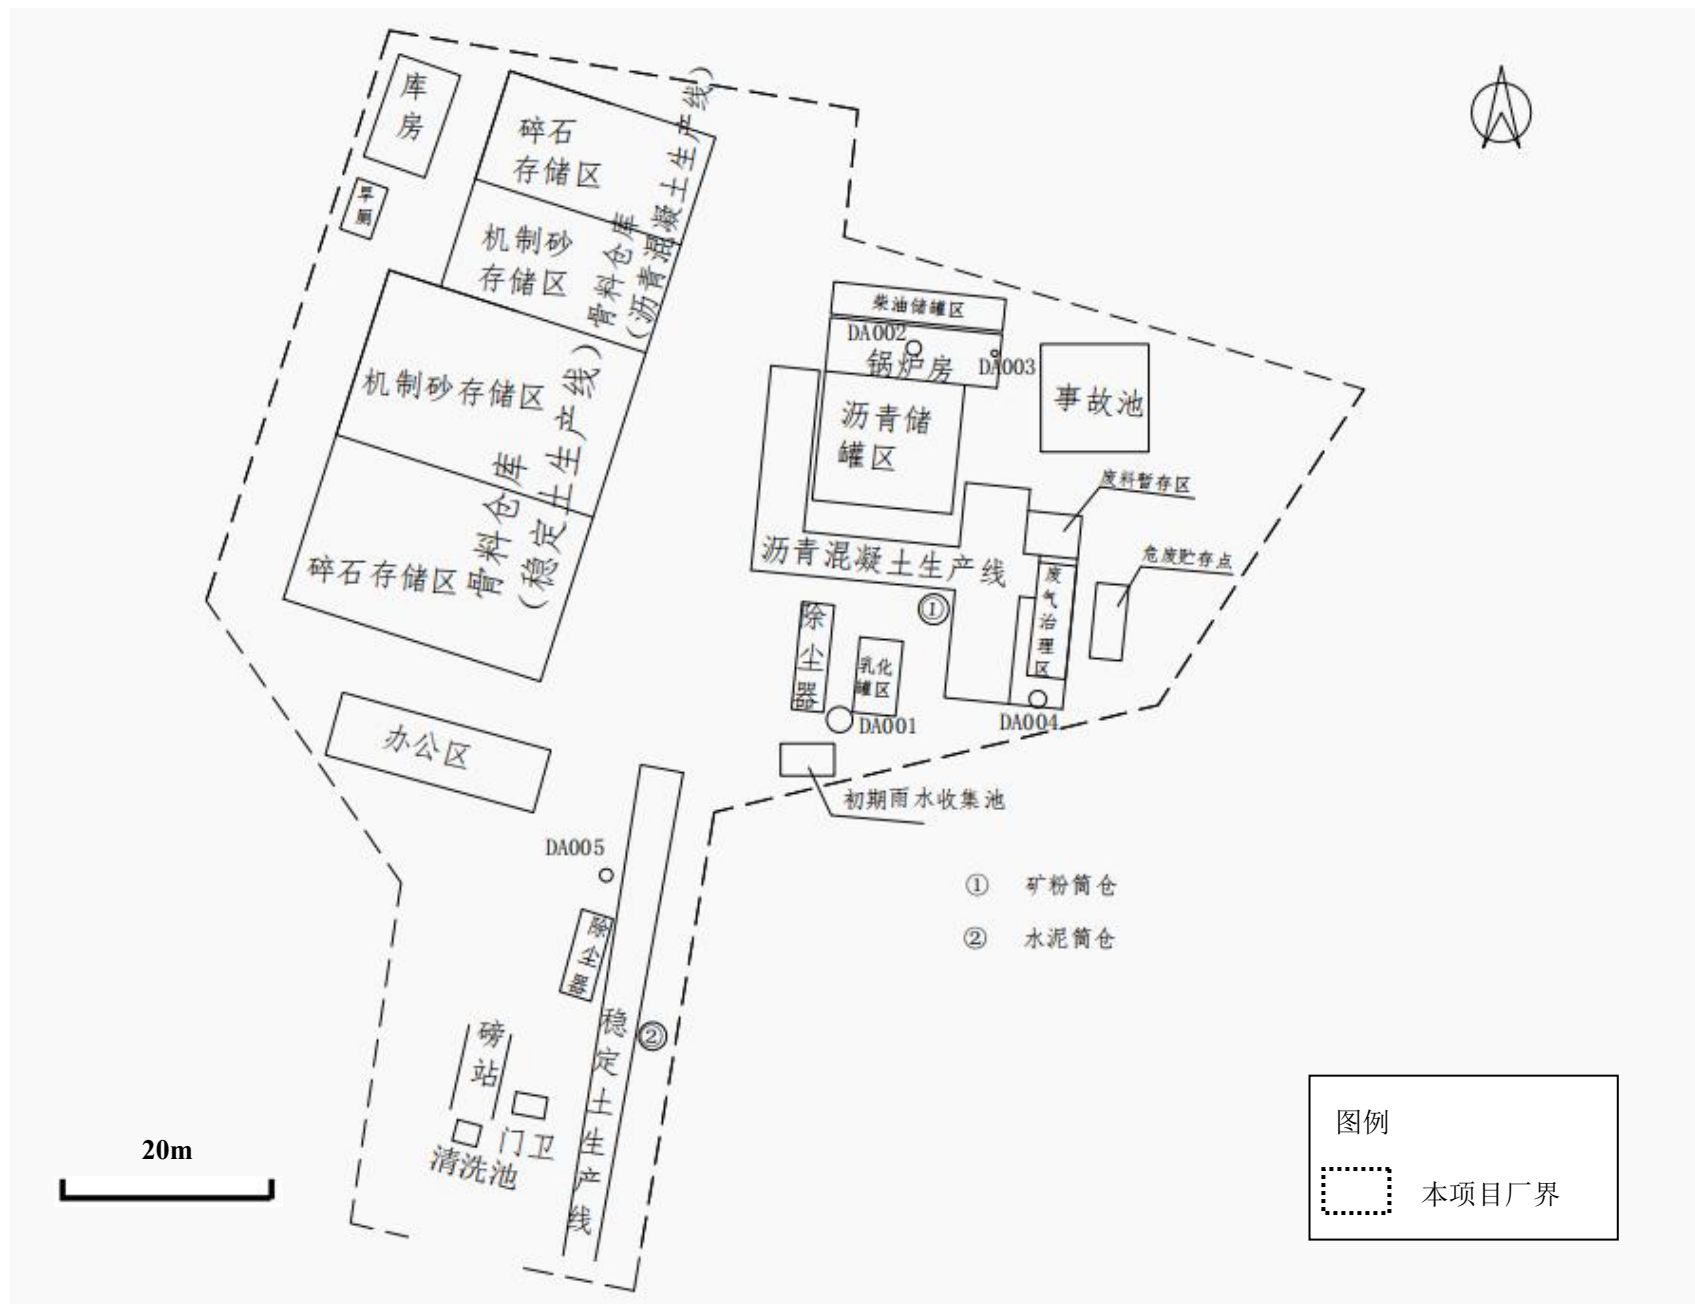 库
房
旱
厕
碎石
存储区
机制砂
存储区
骨料仓库
（沥青混凝土生产线）
机制砂存储区
碎石存储区
骨料仓库
（稳定土生产线）
办公区
柴油储罐区
DA002
锅炉房
DA003
沥青储
罐区
事故池
废料暂存区
危废贮存点
沥青混凝土生产线
①
废
气
治
理
区
除
尘
器
乳化
罐区
DA001
DA004
初期雨水收集池
DA005
除
尘
器
稳
定
土
生
产
线
②
磅
站
门卫
清洗池
① 矿粉筒仓
② 水泥筒仓
20m
图例
本项目厂界